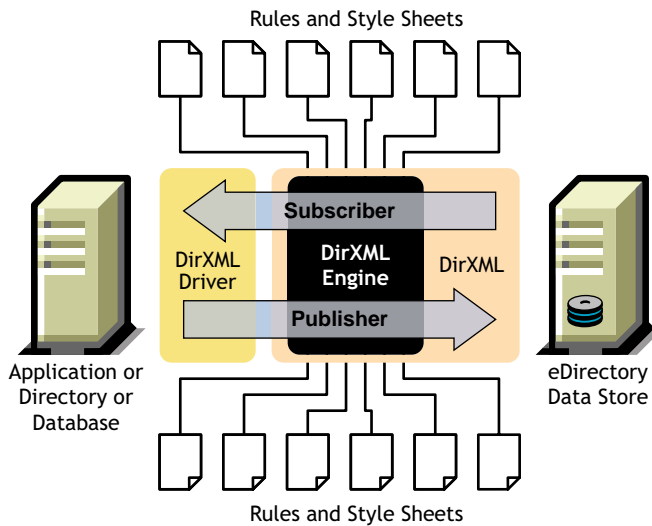 Rules and Style Sheets
Subscriber
DirXML
Driver
DirXML
Engine
DirXML
Publisher
Application or
Directory or
Database
eDirectory
Data Store
Rules and Style Sheets